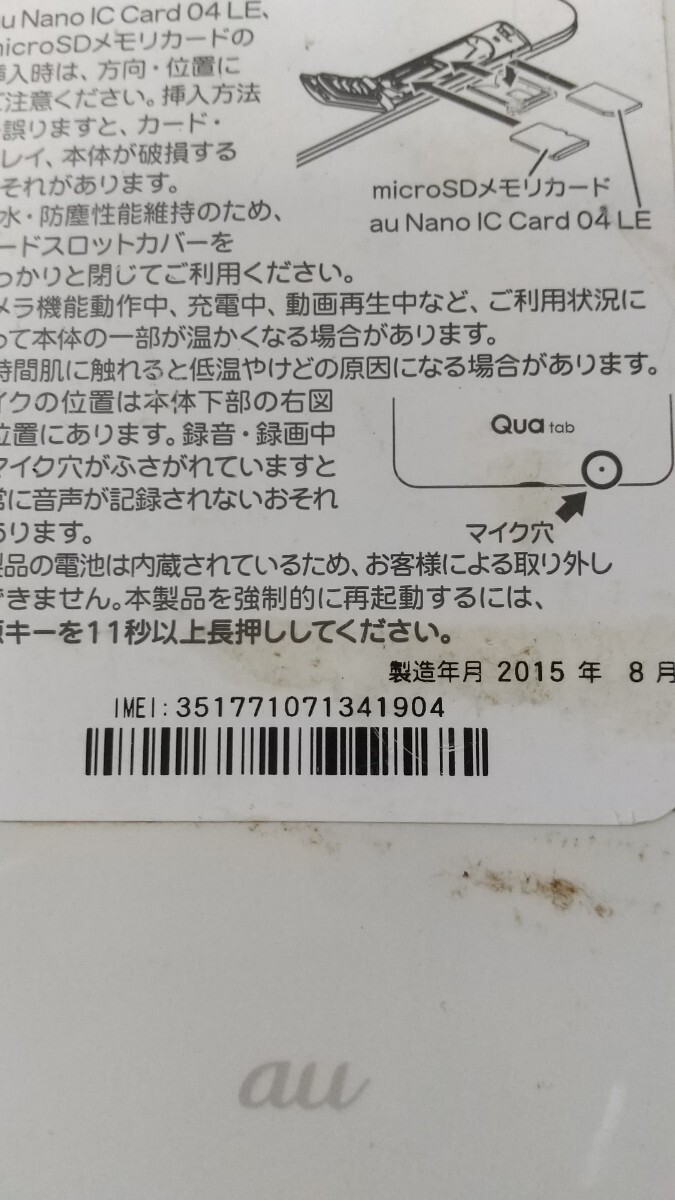 au Nano IC Card 04 LE、
microSDメモリカードの
挿入時は、方向・位置に
ご注意ください。挿入方法
誤りますと、カード・
レイ、本体が破損する
それがあります。
水・防塵性能維持のため、
ードスロットカバーを
っかりと閉じてご利用ください。
メラ機能動作中、充電中、動画再生中など、ご利用状況に
って本体の一部が温かくなる場合があります。
時間肌に触れると低温やけどの原因になる場合があります。
イクの位置は本体下部の右図
位置にあります。録音・録画中
マイク穴がふさがれていますと
常に音声が記録されないおそれ
あります。
製品の電池は内蔵されているため、お客様による取り外し
できません。本製品を強制的に再起動するには、
源キーを11秒以上長押ししてください。
microSDメモリカード
au Nano IC Card 04 LE
Qua tab
マイク穴
製造年月 2015 年 8 月
IMEI:351771071341904
au